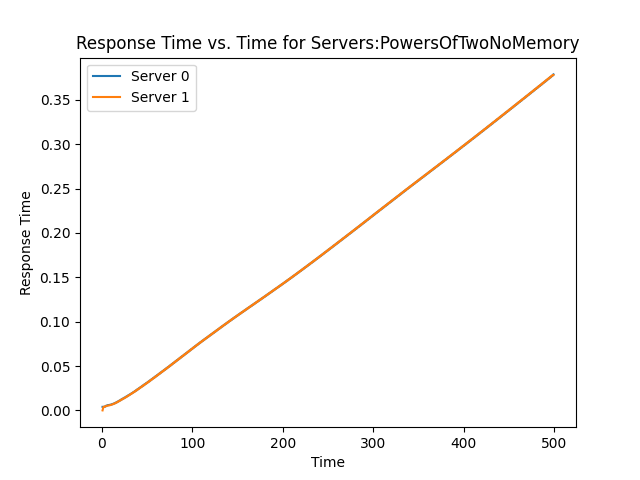 Response Time vs. Time for Servers:PowersOfTwoNoMemory
Server 0
Server 1
Response Time
0.35
0.30
0.25
0.20
0.15
0.10
0.05
0.00
0 100 200 300 400 500
Time